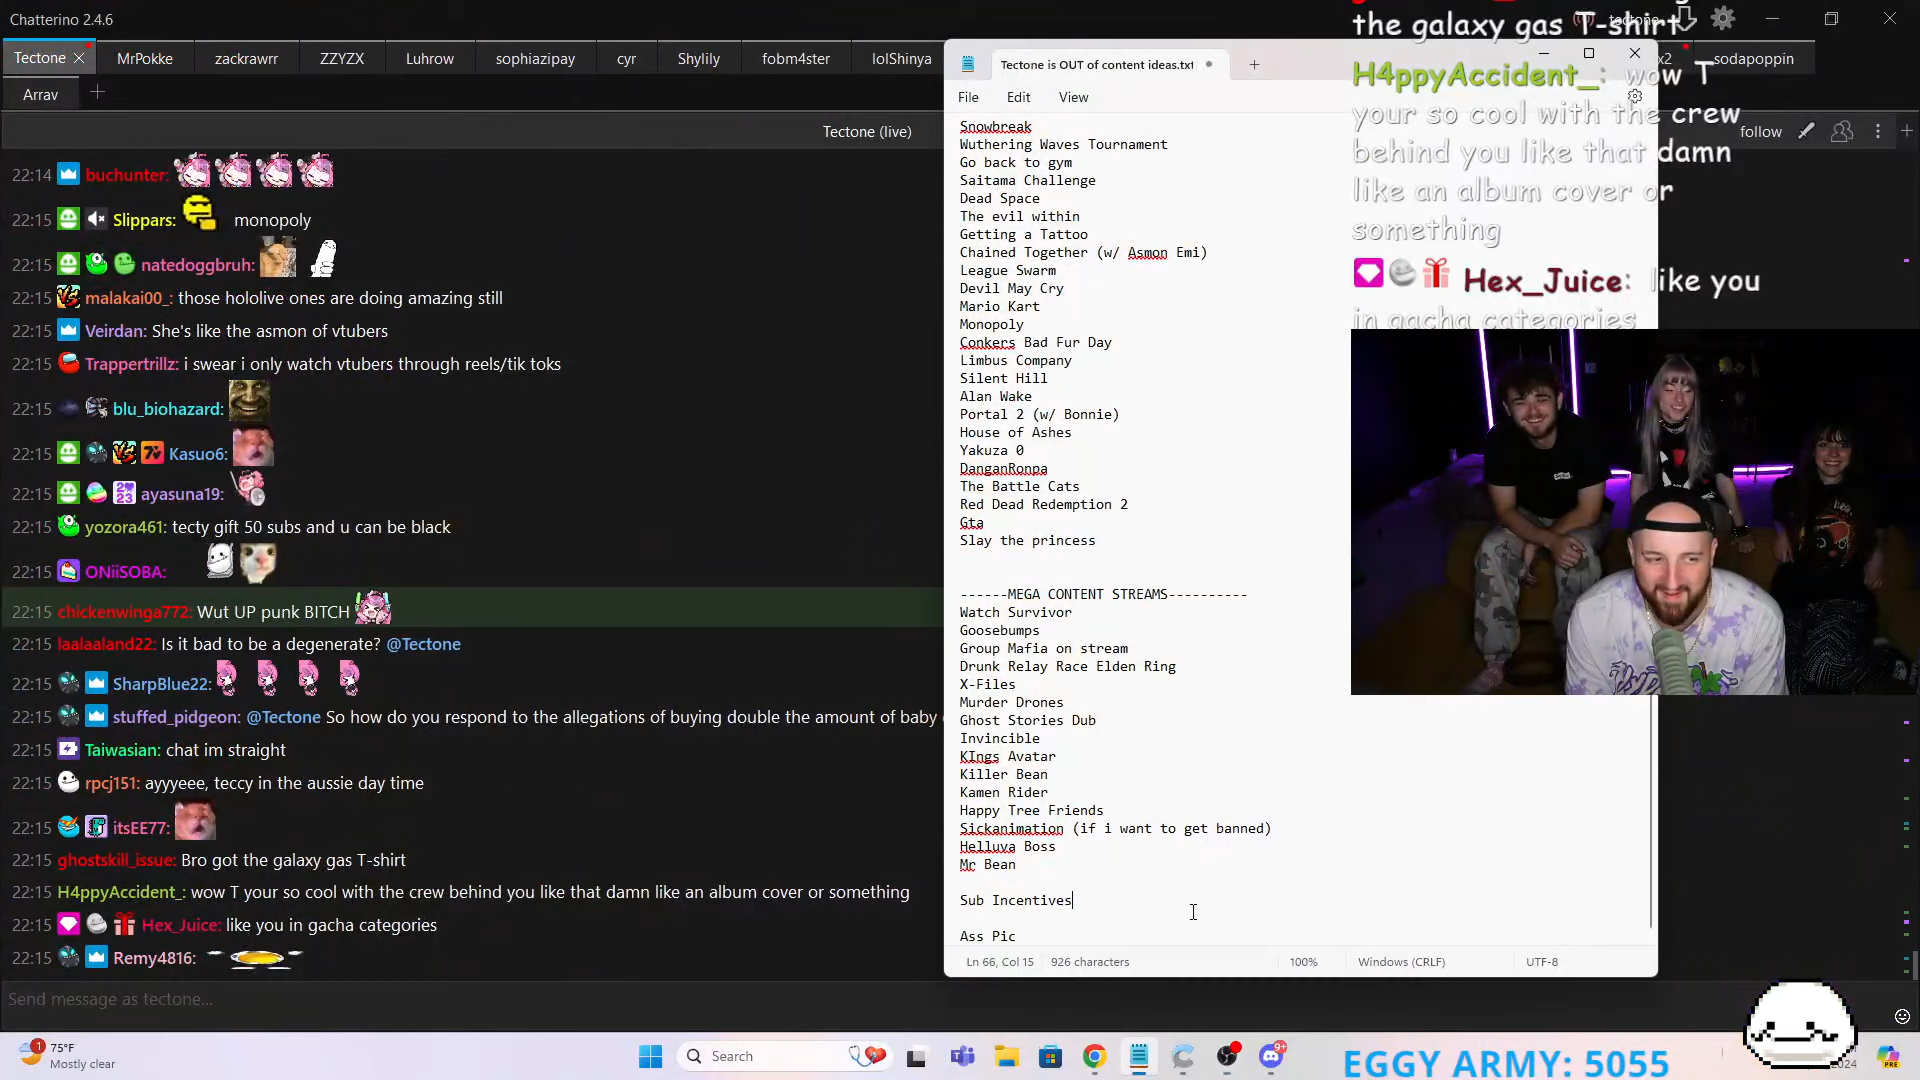 Chatterino 2.4.6
Tectone
MrPokke
zackrawrr
ZZYZX
Luhrow
sophiazipay
cyr
Shylily
fobm4ster
lolShinya
x2
sodapoppin
Arrav
Tectone (live)
follow
22:14 buchunter:
22:15 Slippars: monopoly
22:15 natedoggbruh:
22:15 malakai00_: those hololive ones are doing amazing still
22:15 Veirdan: She's like the asmon of vtubers
22:15 Trappertrillz: i swear i only watch vtubers through reels/tik toks
22:15 blu_biohazard:
22:15 Kasuo6:
22:15 ayasuna19:
22:15 yozora461: tecty gift 50 subs and u can be black
22:15 ONiiSOBA:
22:15 chickenwinga772: Wut UP punk BITCH
22:15 laalaaland22: Is it bad to be a degenerate? @Tectone
22:15 SharpBlue22:
22:15 stuffed_pidgeon: @Tectone So how do you respond to the allegations of buying double the amount of baby
22:15 Taiwasian: chat im straight
22:15 rpcj151: ayyyeee, teccy in the aussie day time
22:15 itsEE77:
22:15 ghostskill_issue: Bro got the galaxy gas T-shirt
22:15 H4ppyAccident_: wow T your so cool with the crew behind you like that damn like an album cover or something
22:15 Hex_Juice: like you in gacha categories
22:15 Remy4816:
Send message as tectone...
Tectone is OUT of content ideas.txt
File
Edit
View
Snowbreak
Wuthering Waves Tournament
Go back to gym
Saitama Challenge
Dead Space
The evil within
Getting a Tattoo
Chained Together (w/ Asmon Emi)
League Swarm
Devil May Cry
Mario Kart
Monopoly
Conkers Bad Fur Day
Limbus Company
Silent Hill
Alan Wake
Portal 2 (w/ Bonnie)
House of Ashes
Yakuza 0
DanganRonpa
The Battle Cats
Red Dead Redemption 2
Gta
Slay the princess
------MEGA CONTENT STREAMS----------
Watch Survivor
Goosebumps
Group Mafia on stream
Drunk Relay Race Elden Ring
X-Files
Murder Drones
Ghost Stories Dub
Invincible
KIngs Avatar
Killer Bean
Kamen Rider
Happy Tree Friends
Sickanimation (if i want to get banned)
Helluva Boss
Mr Bean
Sub Incentives
Ass Pic
Ln 66, Col 15
926 characters
100%
Windows (CRLF)
UTF-8
the galaxy gas T-shirt
H4ppyAccident_: wow T
your so cool with the crew
behind you like that damn
like an album cover or
something
Hex_Juice: like you
in gacha categories
1
75°F
Mostly clear
Search
9+
PRE
EGGY ARMY: 5055